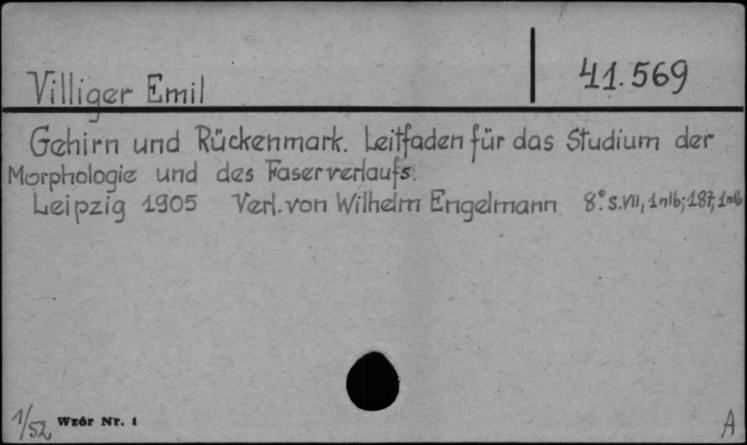 Villiger Emil
41.569
Gehirn und Rückenmark. Leitfaden für das Studium der
Morphologie und des Faserverlaufs.
Leipzig 1905 Verl. von Wilhelm Engelmann 8° s. VII, 1nlb; 187, 1nlb
1/52 Wzór Nr. 1
A